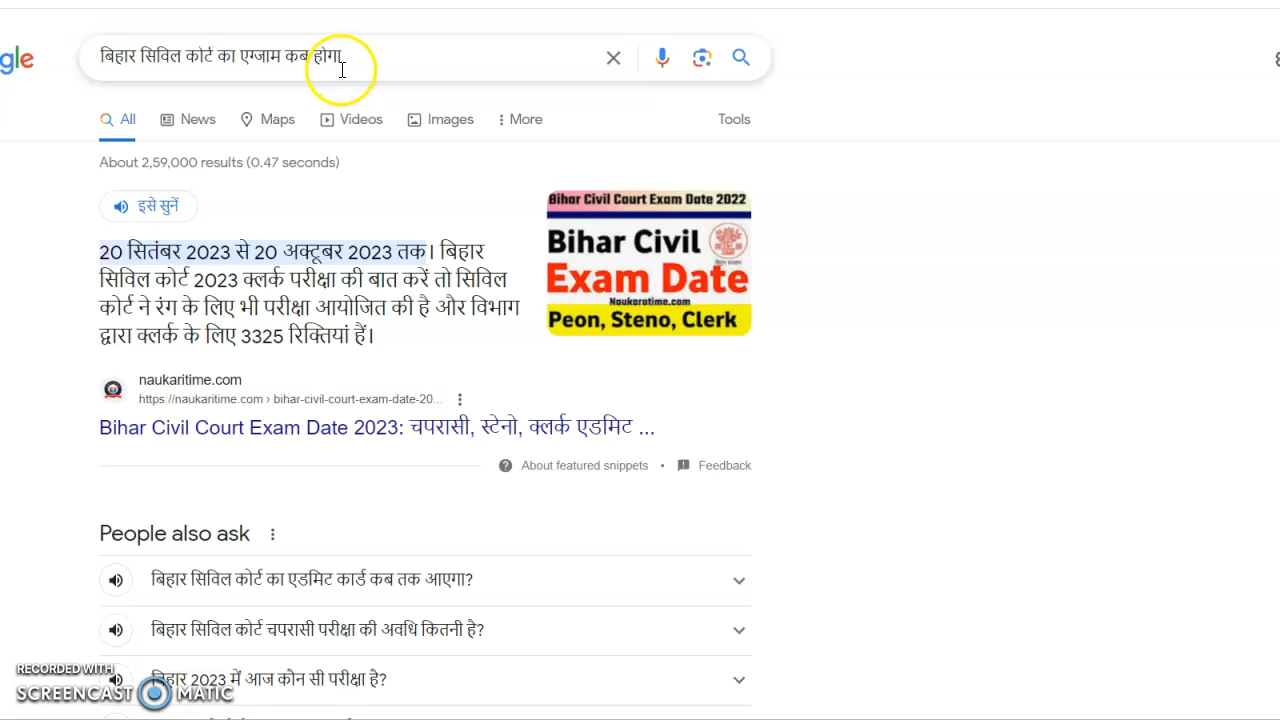 gle
बिहार सिविल कोर्ट का एग्जाम कब होगा
All News Maps Videos Images More Tools
About 2,59,000 results (0.47 seconds)
इसे सुनें
20 सितंबर 2023 से 20 अक्टूबर 2023 तक। बिहार
सिविल कोर्ट 2023 क्लर्क परीक्षा की बात करें तो सिविल
कोर्ट ने रंग के लिए भी परीक्षा आयोजित की है और विभाग
द्वारा क्लर्क के लिए 3325 रिक्तियां हैं।
Bihar Civil Court Exam Date 2022
Bihar Civil
Exam Date
Naukaratime.com
Peon, Steno, Clerk
naukaritime.com
https://naukaritime.com › bihar-civil-court-exam-date-20...
Bihar Civil Court Exam Date 2023: चपरासी, स्टेनो, क्लर्क एडमिट ...
About featured snippets • Feedback
People also ask
बिहार सिविल कोर्ट का एडमिट कार्ड कब तक आएगा?
बिहार सिविल कोर्ट चपरासी परीक्षा की अवधि कितनी है?
बिहार 2023 में आज कौन सी परीक्षा है?
RECORDED WITH
SCREENCAST MATIC